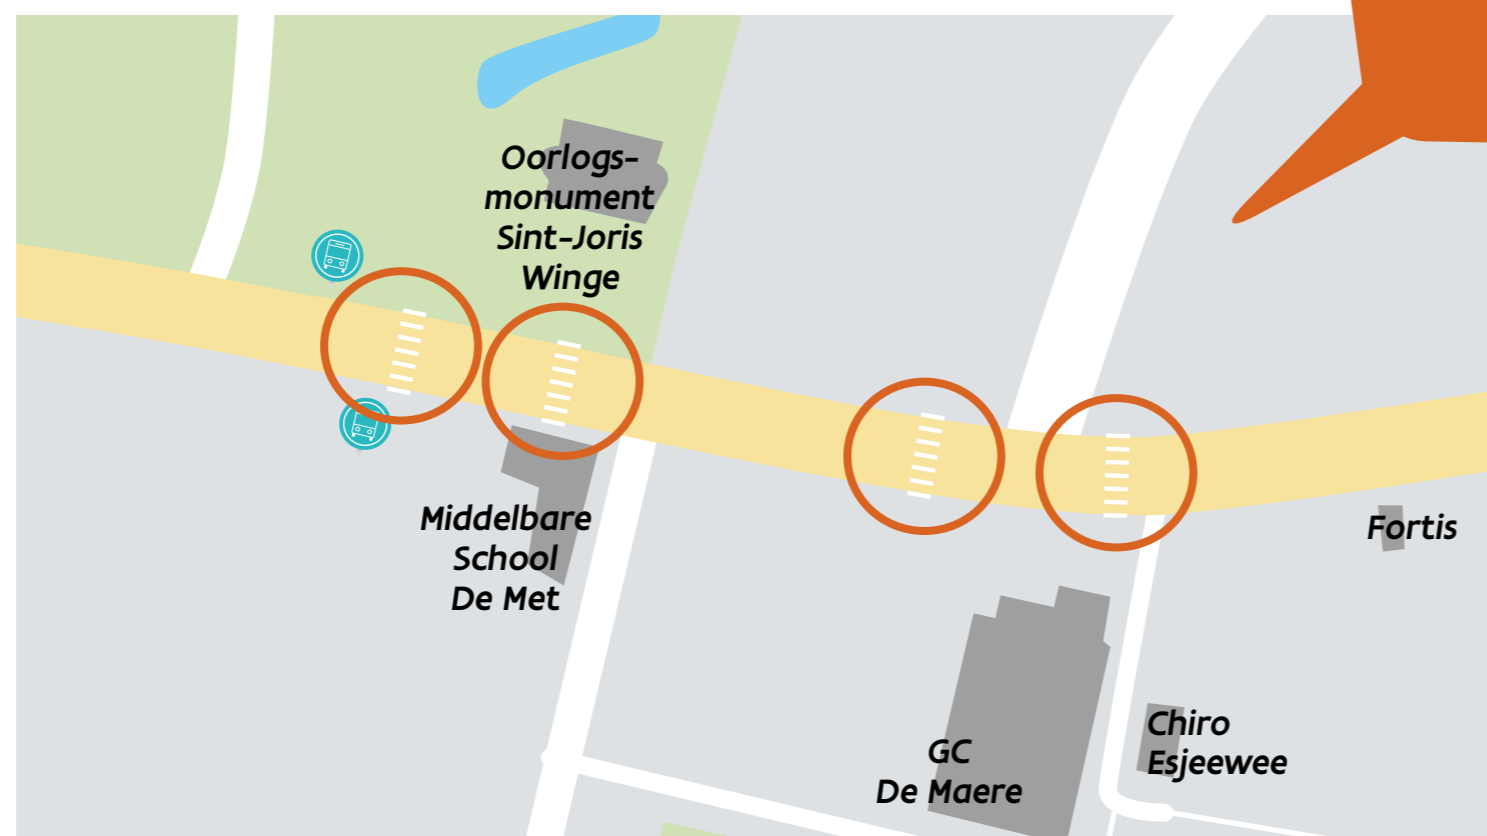 Oorlogs-
monument
Sint-Joris
Winge
Middelbare
School
De Met
Fortis
GC
De Maere
Chiro
Esjeewee